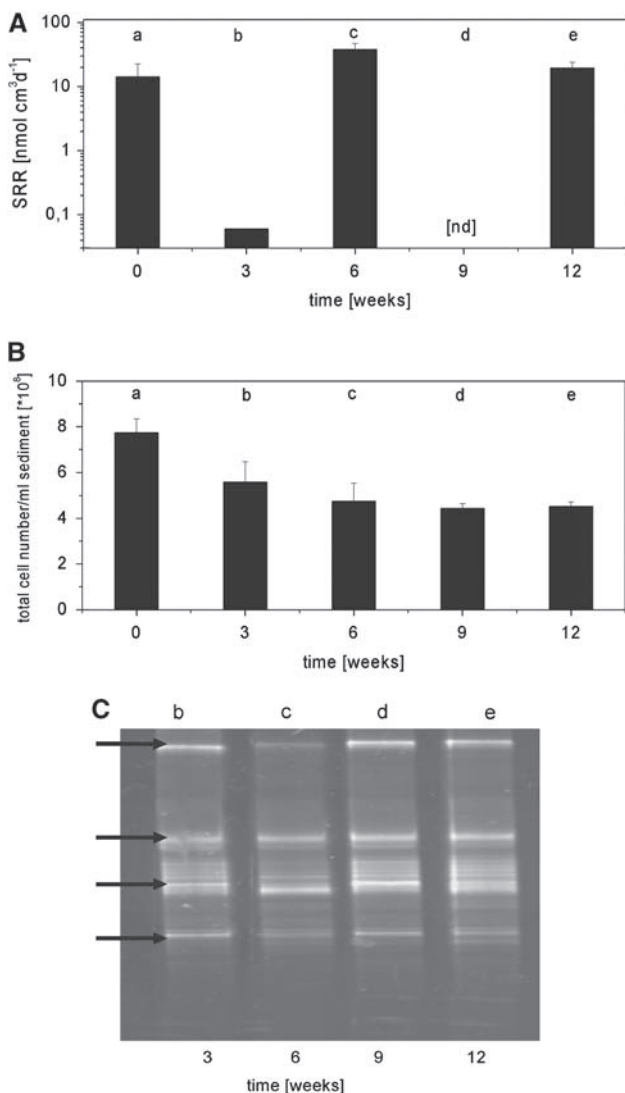 A
SRR [nmol cm³d⁻¹]
100
10
1
0,1
a b c d e
[nd]
0 3 6 9 12
time [weeks]
B
total cell number/ml sediment [*10⁸]
10
8
6
4
2
0
a b c d e
0 3 6 9 12
time [weeks]
C
b c d e
3 6 9 12
time [weeks]